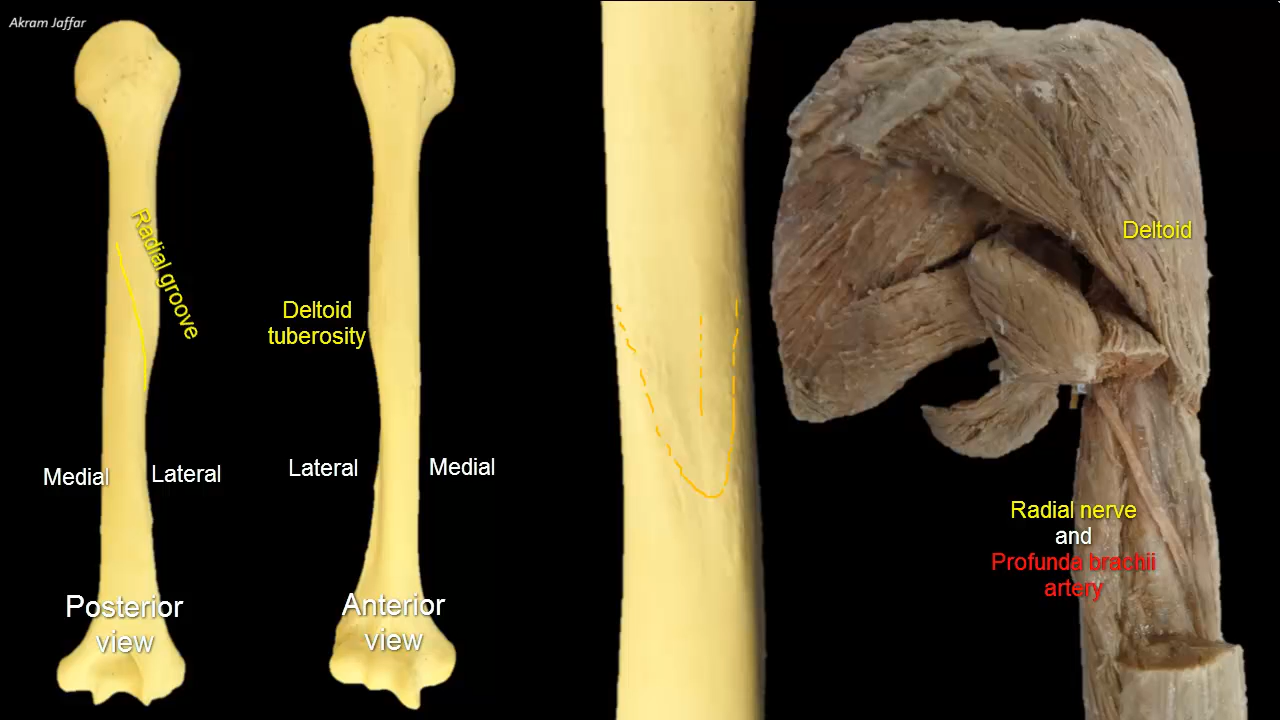 Akram Jaffar
Radial groove
Deltoid
tuberosity
Deltoid
Medial
Lateral
Lateral
Medial
Radial nerve
and
Profunda brachii
artery
Posterior
view
Anterior
view